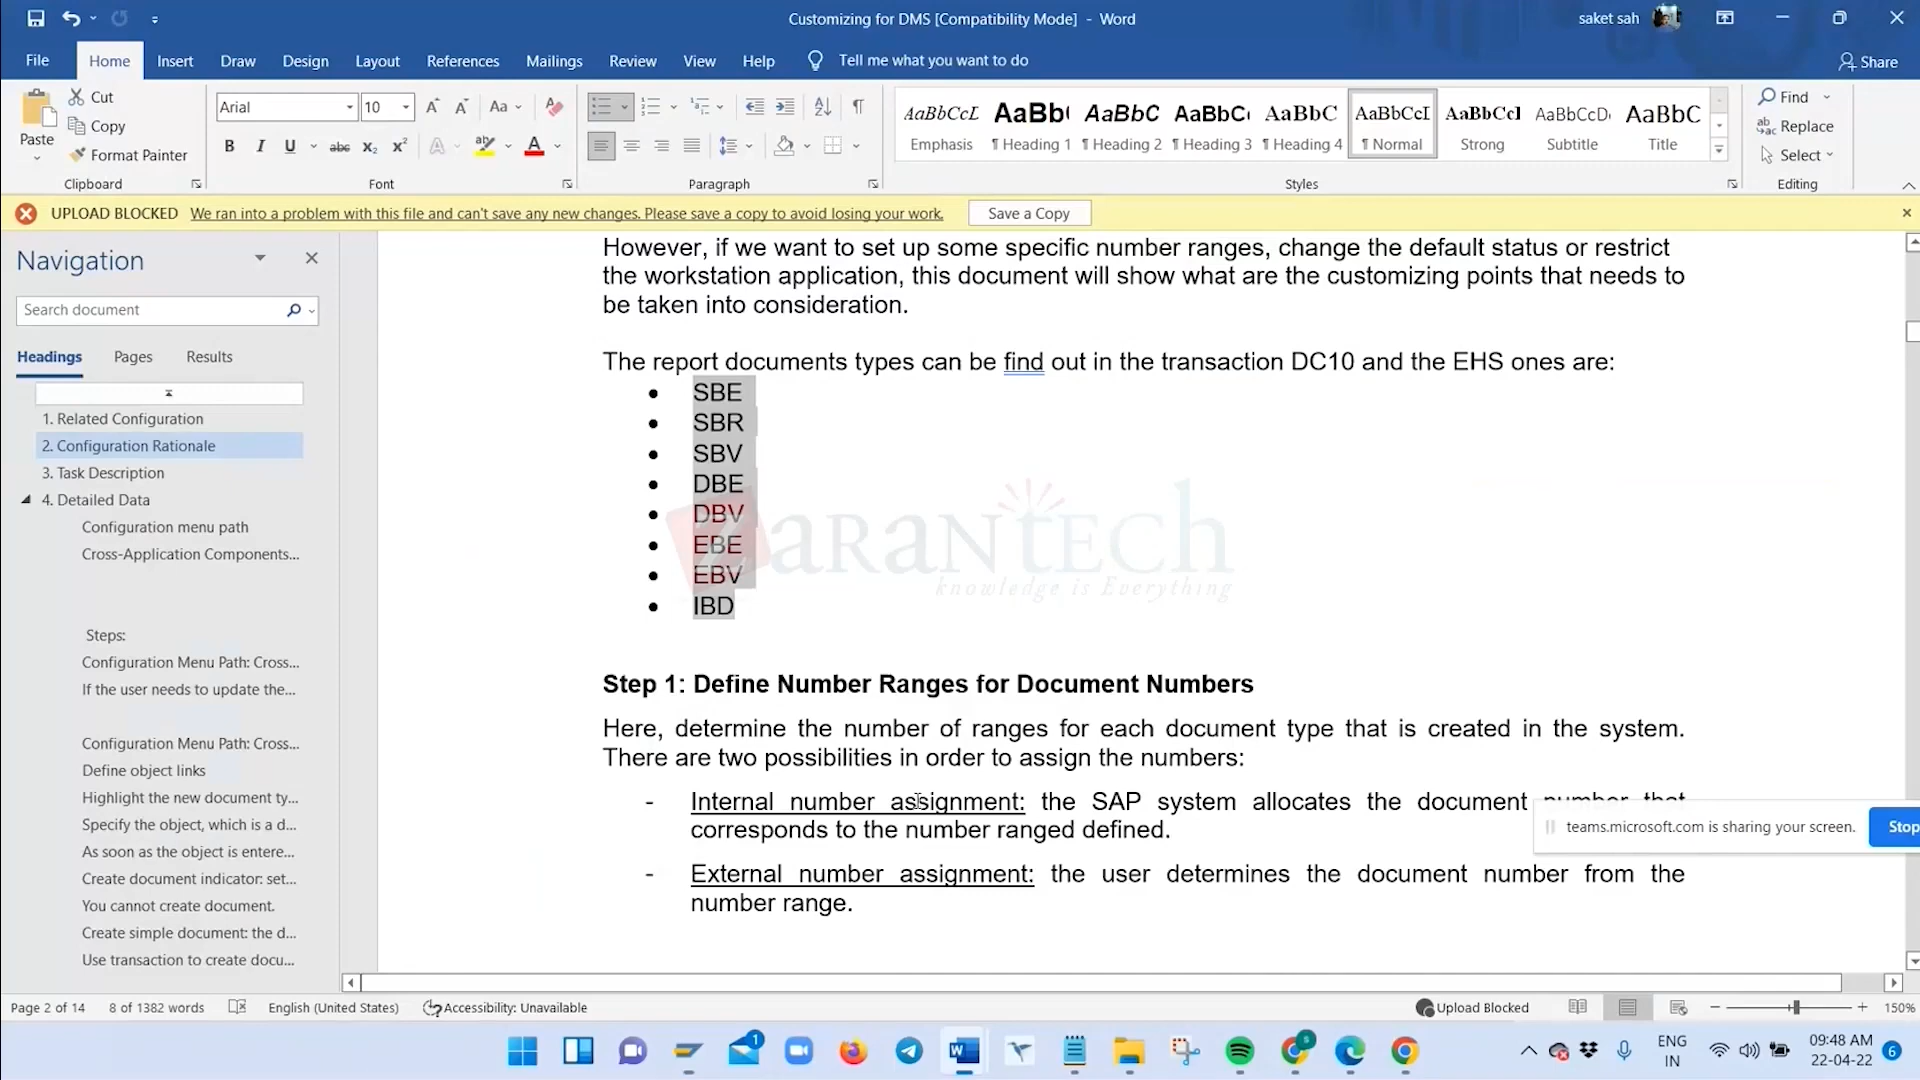 Customizing for DMS [Compatibility Mode] - Word
saket sah
File Home Insert Draw Design Layout References Mailings Review View Help Tell me what you want to do Share
Paste
Cut
Copy
Format Painter
Clipboard
Arial 10
Font
Paragraph
AaBbCcL AaBb( AaBbC AaBbC( AaBbC AaBbCcI AaBbCcI AaBbCcD AaBbC
Emphasis ¶ Heading 1 ¶ Heading 2 ¶ Heading 3 ¶ Heading 4 ¶ Normal Strong Subtitle Title
Styles
Find
Replace
Select
Editing
UPLOAD BLOCKED We ran into a problem with this file and can't save any new changes. Please save a copy to avoid losing your work. Save a Copy
Navigation
Search document
Headings Pages Results
1. Related Configuration
2. Configuration Rationale
3. Task Description
4. Detailed Data
Configuration menu path
Cross-Application Components...
Steps:
Configuration Menu Path: Cross...
If the user needs to update the...
Configuration Menu Path: Cross...
Define object links
Highlight the new document ty...
Specify the object, which is a d...
As soon as the object is entere...
Create document indicator: set...
You cannot create document.
Create simple document: the d...
Use transaction to create docu...
However, if we want to set up some specific number ranges, change the default status or restrict
the workstation application, this document will show what are the customizing points that needs to
be taken into consideration.
The report documents types can be find out in the transaction DC10 and the EHS ones are:
• SBE
• SBR
• SBV
• DBE
• DBV
• EBE
• EBV
• IBD
ZARANTECH
knowledge is Everything
Step 1: Define Number Ranges for Document Numbers
Here, determine the number of ranges for each document type that is created in the system.
There are two possibilities in order to assign the numbers:
- Internal number assignment: the SAP system allocates the document number that
corresponds to the number ranged defined.
- External number assignment: the user determines the document number from the
number range.
teams.microsoft.com is sharing your screen. Stop
Page 2 of 14 8 of 1382 words English (United States) Accessibility: Unavailable Upload Blocked 150%
ENG
IN
09:48 AM
22-04-22
6